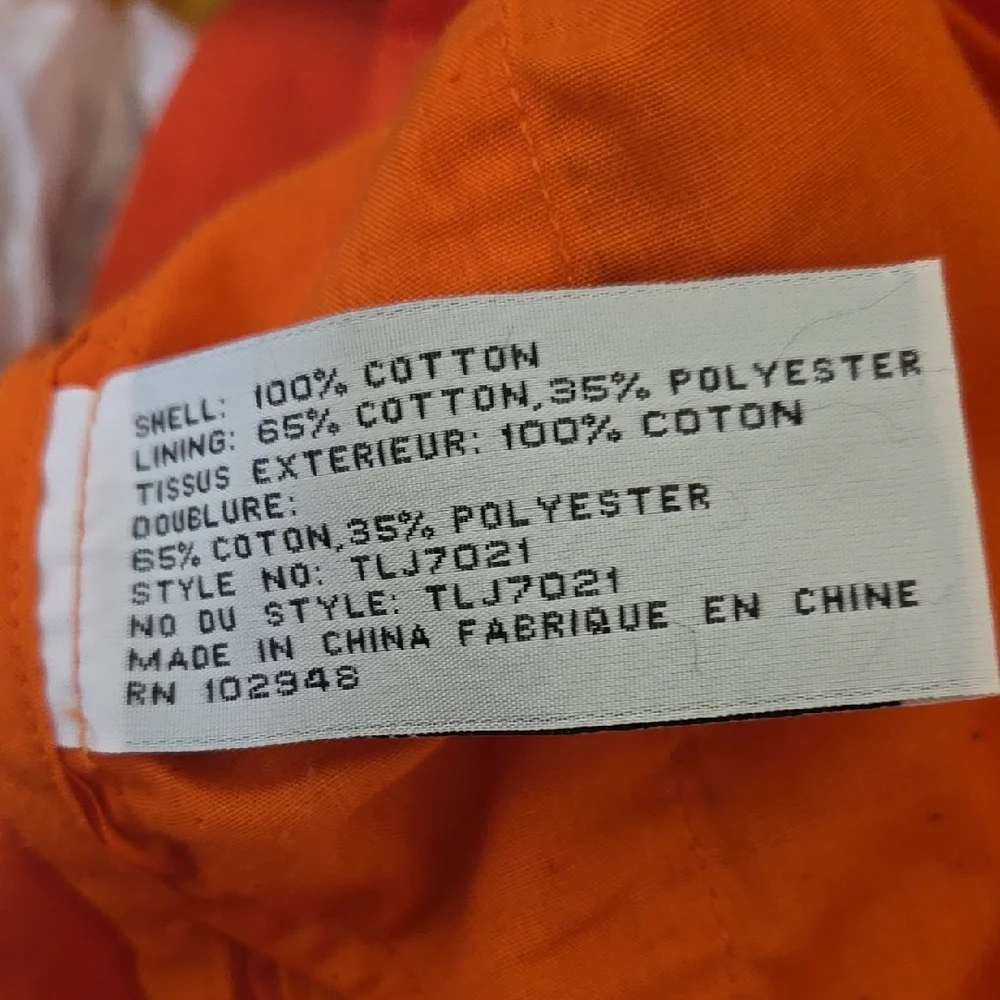 SHELL: 100% COTTON
LINING: 65% COTTON,35% POLYESTER
TISSUS EXTERIEUR: 100% COTON
DOUBLURE:
65% COTON,35% POLYESTER
STYLE NO: TLJ7021
NO DU STYLE: TLJ7021
MADE IN CHINA FABRIQUE EN CHINE
RN 102948